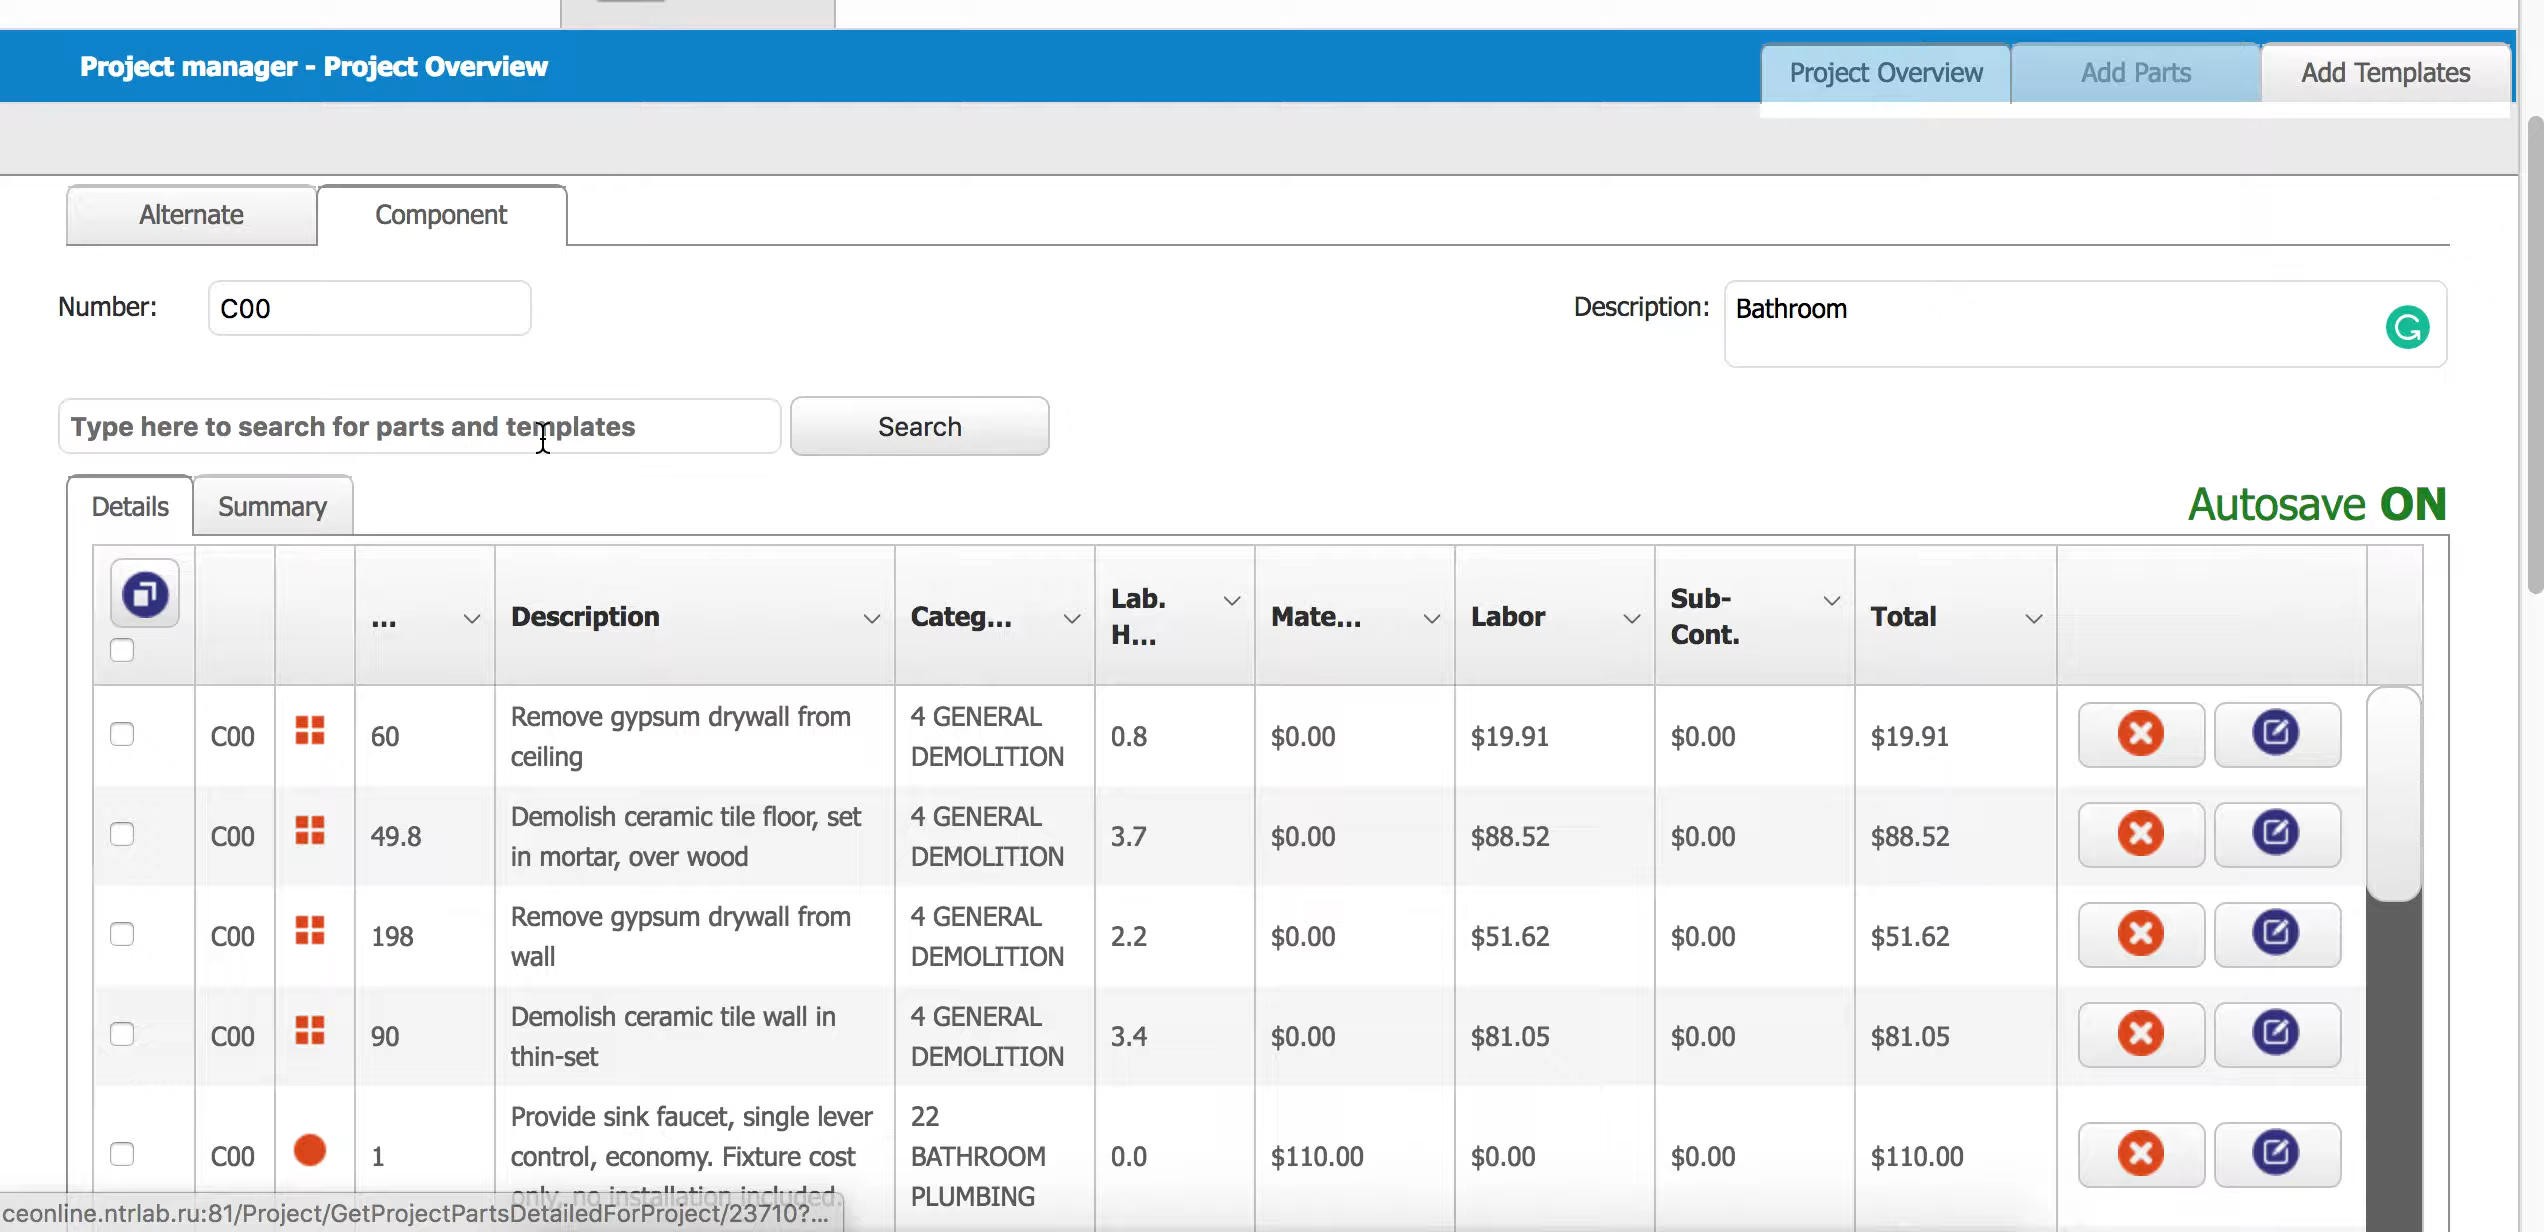 Project manager - Project Overview
Project Overview
Add Parts
Add Templates
Alternate
Component
Number:
C00
Description:
Bathroom
Type here to search for parts and templates
Search
Details
Summary
Autosave ON
...
Description
Categ...
Lab.
H...
Mate...
Labor
Sub-
Cont.
Total
C00
60
Remove gypsum drywall from
ceiling
4 GENERAL
DEMOLITION
0.8
$0.00
$19.91
$0.00
$19.91
C00
49.8
Demolish ceramic tile floor, set
in mortar, over wood
4 GENERAL
DEMOLITION
3.7
$0.00
$88.52
$0.00
$88.52
C00
198
Remove gypsum drywall from
wall
4 GENERAL
DEMOLITION
2.2
$0.00
$51.62
$0.00
$51.62
C00
90
Demolish ceramic tile wall in
thin-set
4 GENERAL
DEMOLITION
3.4
$0.00
$81.05
$0.00
$81.05
C00
1
Provide sink faucet, single lever
control, economy. Fixture cost
only, no installation included.
22
BATHROOM
PLUMBING
0.0
$110.00
$0.00
$0.00
$110.00
ceonline.ntrlab.ru:81/Project/GetProjectPartsDetailedForProject/23710?...